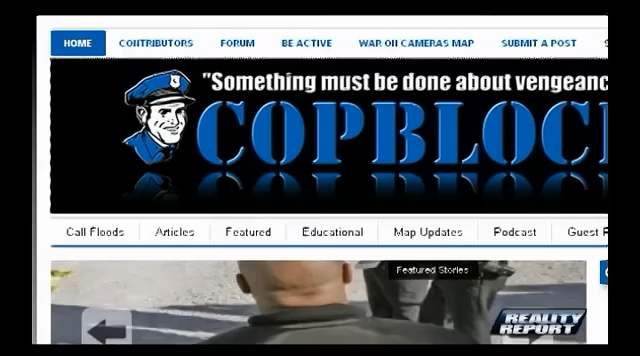 HOME CONTRIBUTORS FORUM BE ACTIVE WAR ON CAMERAS MAP SUBMIT A POST S
"Something must be done about vengeanc
COPBLOC
Call Floods Articles Featured Educational Map Updates Podcast Guest
Featured Stories
REALITY
REPORT